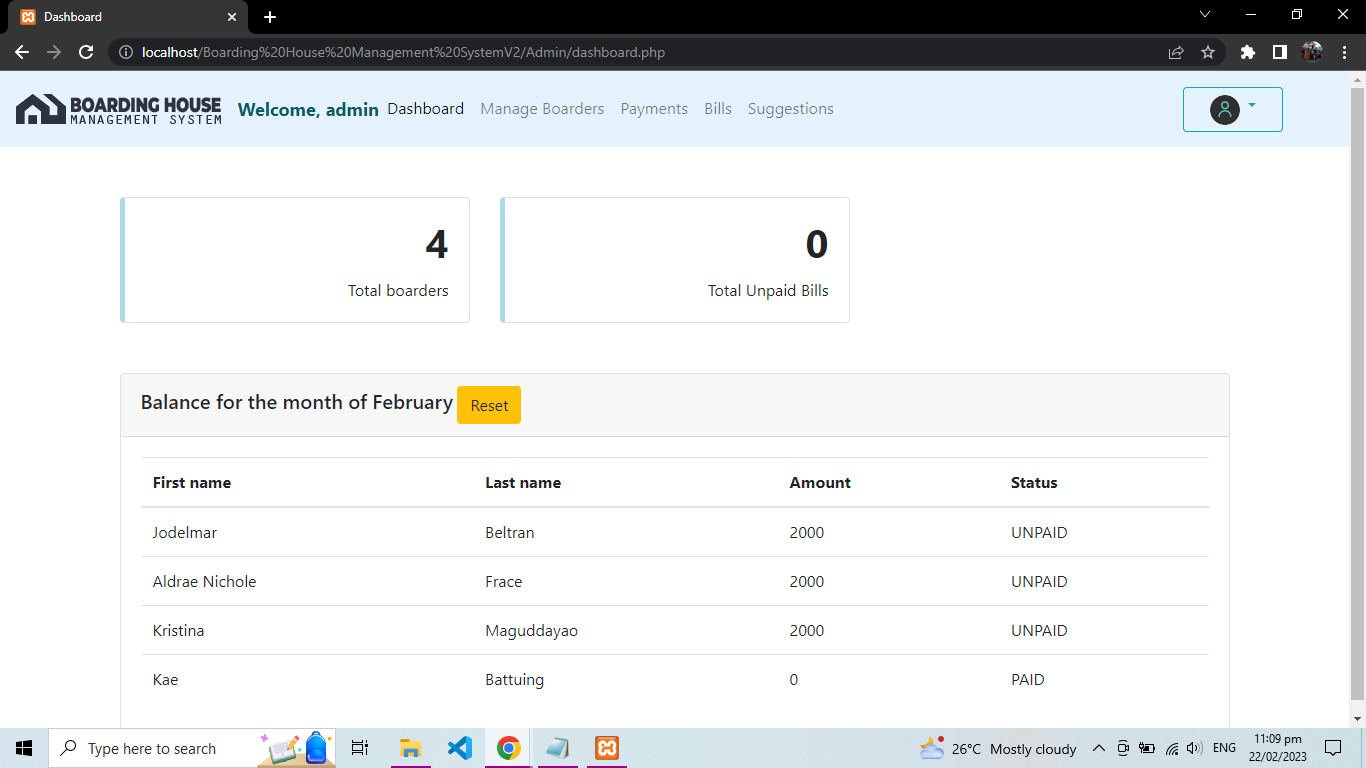 Dashboard
localhost/Boarding%20House%20Management%20SystemV2/Admin/dashboard.php
BOARDING HOUSE
MANAGEMENT SYSTEM
Welcome, admin Dashboard Manage Boarders Payments Bills Suggestions
4
Total boarders
0
Total Unpaid Bills
Balance for the month of February Reset
First name Last name Amount Status
Jodelmar Beltran 2000 UNPAID
Aldrae Nichole Frace 2000 UNPAID
Kristina Maguddayao 2000 UNPAID
Kae Battuing 0 PAID
Type here to search
26°C Mostly cloudy
ENG
11:09 pm
22/02/2023